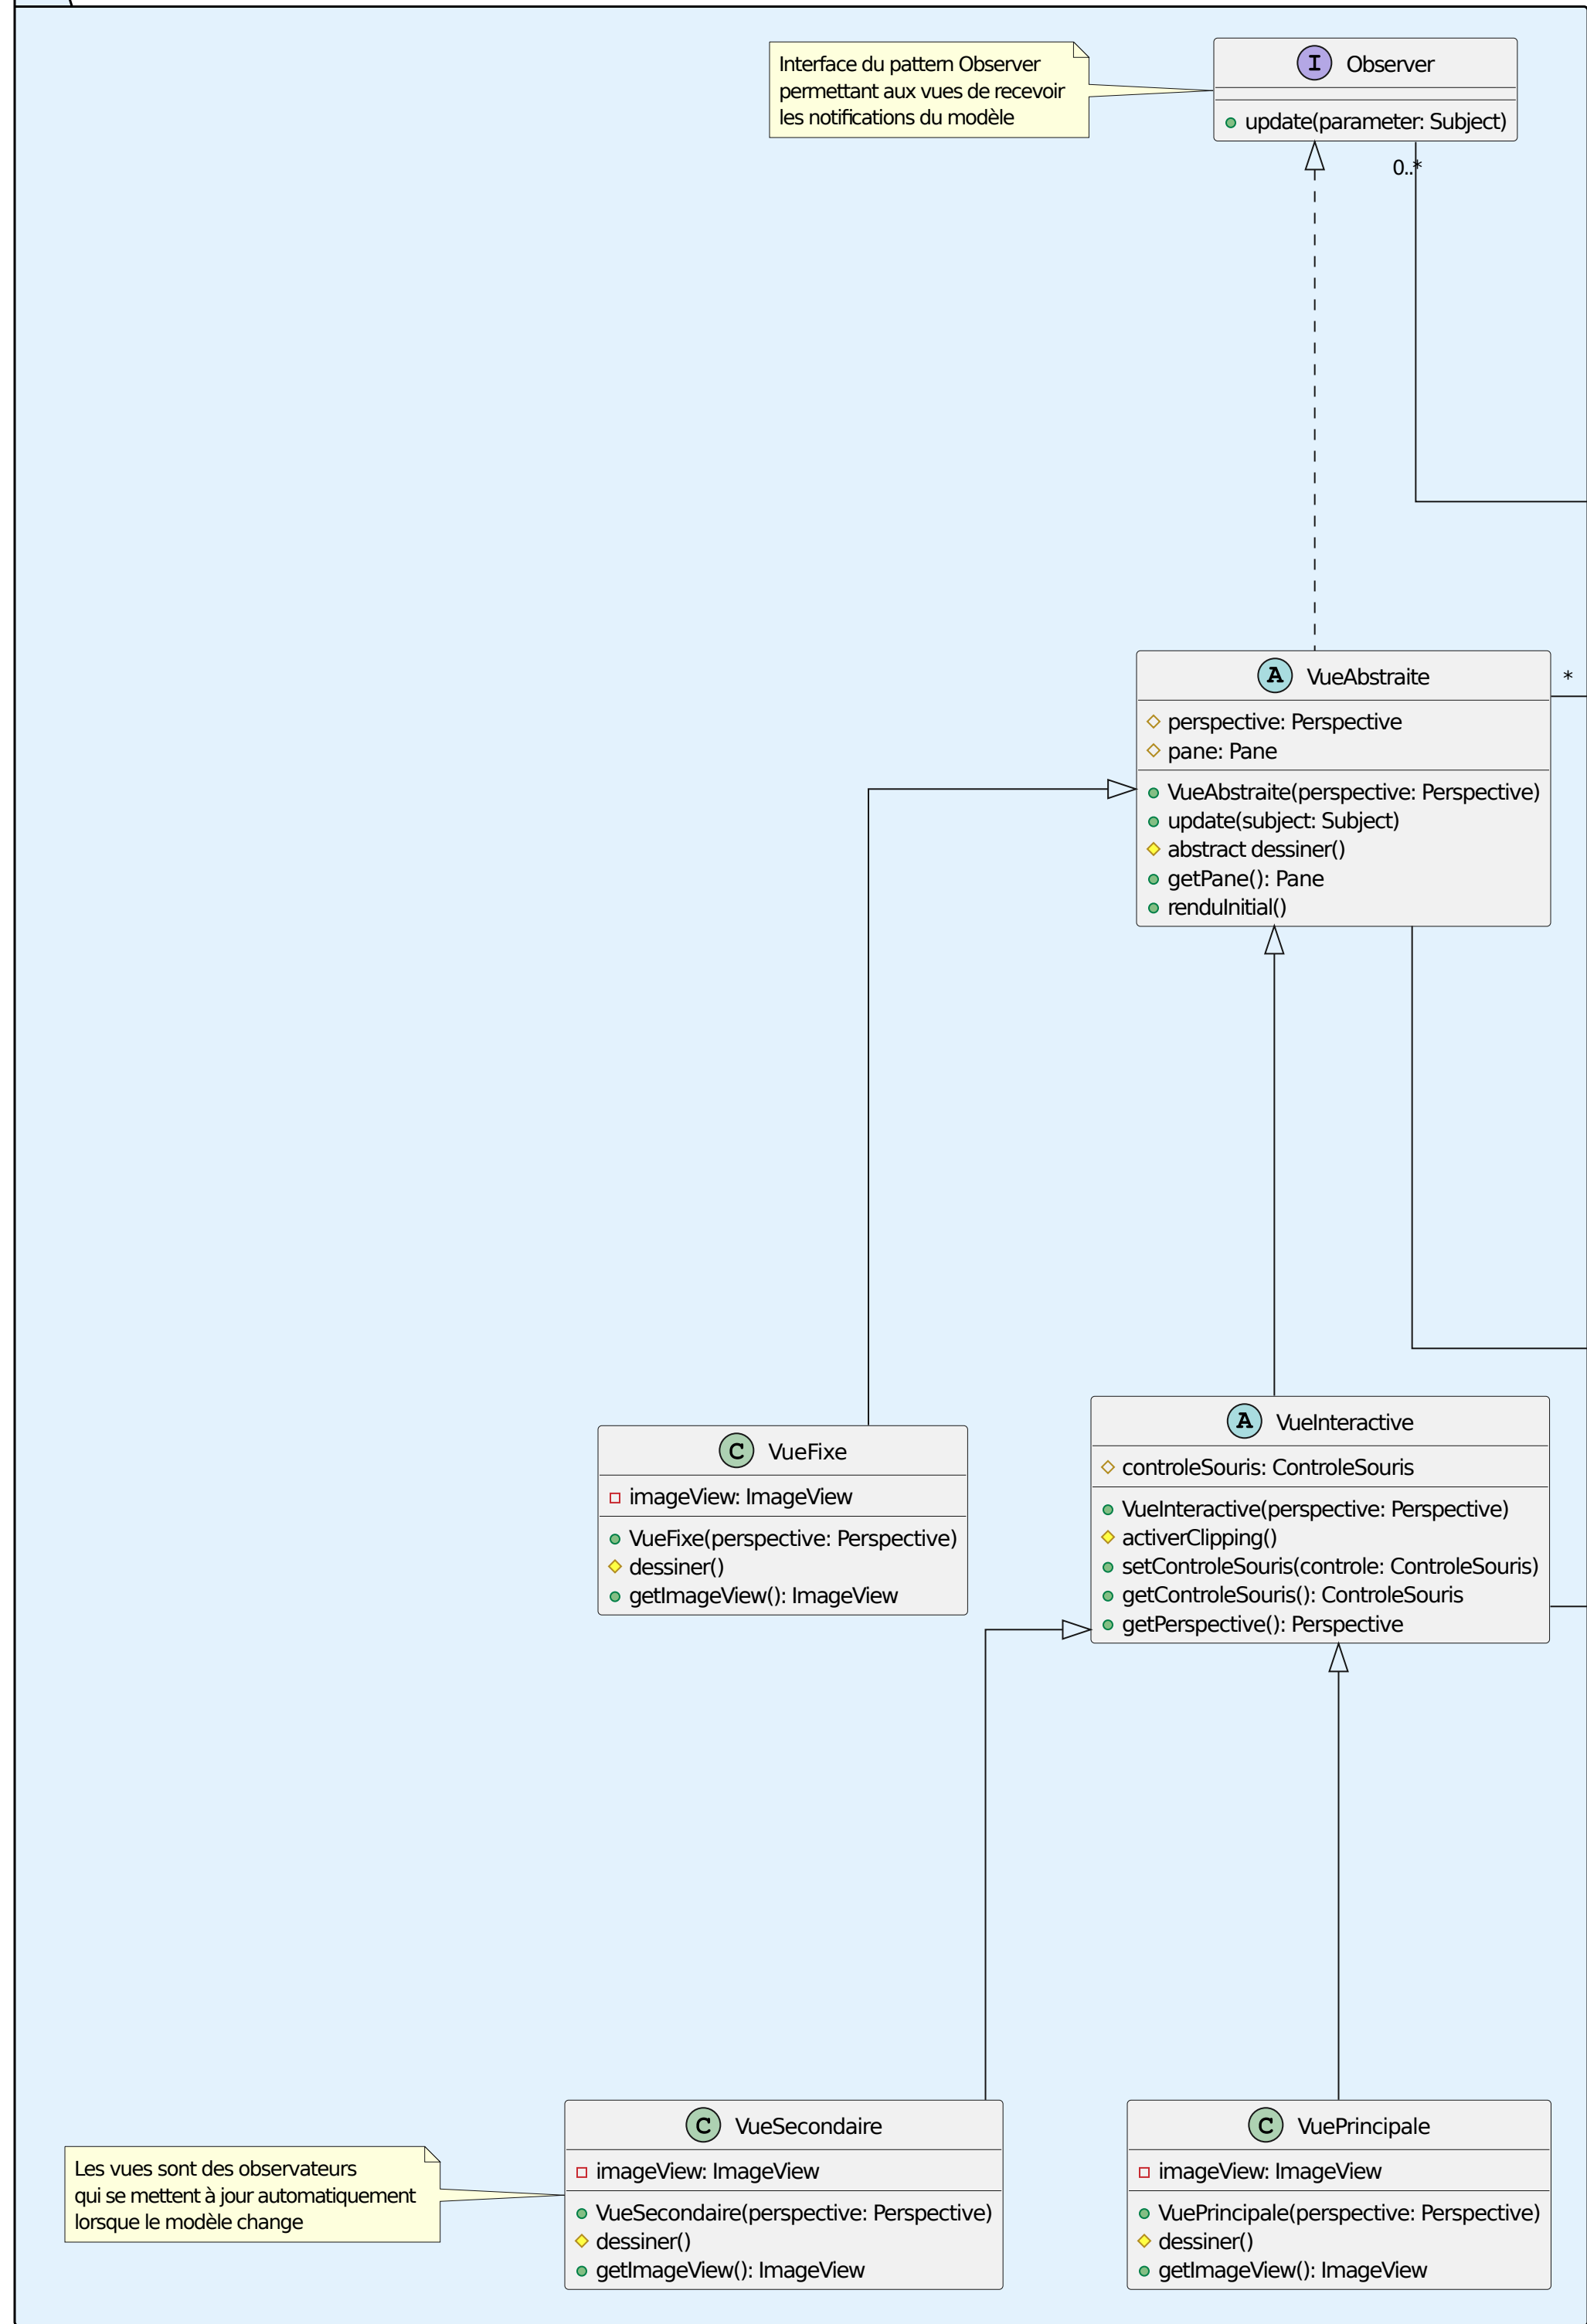 Interface du pattern Observer
permettant aux vues de recevoir
les notifications du modèle
I Observer
update(parameter: Subject)
0..*
A VueAbstraite
*
perspective: Perspective
pane: Pane
VueAbstraite(perspective: Perspective)
update(subject: Subject)
abstract dessiner()
getPane(): Pane
renduInitial()
C VueFixe
imageView: ImageView
VueFixe(perspective: Perspective)
dessiner()
getImageView(): ImageView
A VueInteractive
controleSouris: ControleSouris
VueInteractive(perspective: Perspective)
activerClipping()
setControleSouris(controle: ControleSouris)
getControleSouris(): ControleSouris
getPerspective(): Perspective
Les vues sont des observateurs
qui se mettent à jour automatiquement
lorsque le modèle change
C VueSecondaire
imageView: ImageView
VueSecondaire(perspective: Perspective)
dessiner()
getImageView(): ImageView
C VuePrincipale
imageView: ImageView
VuePrincipale(perspective: Perspective)
dessiner()
getImageView(): ImageView